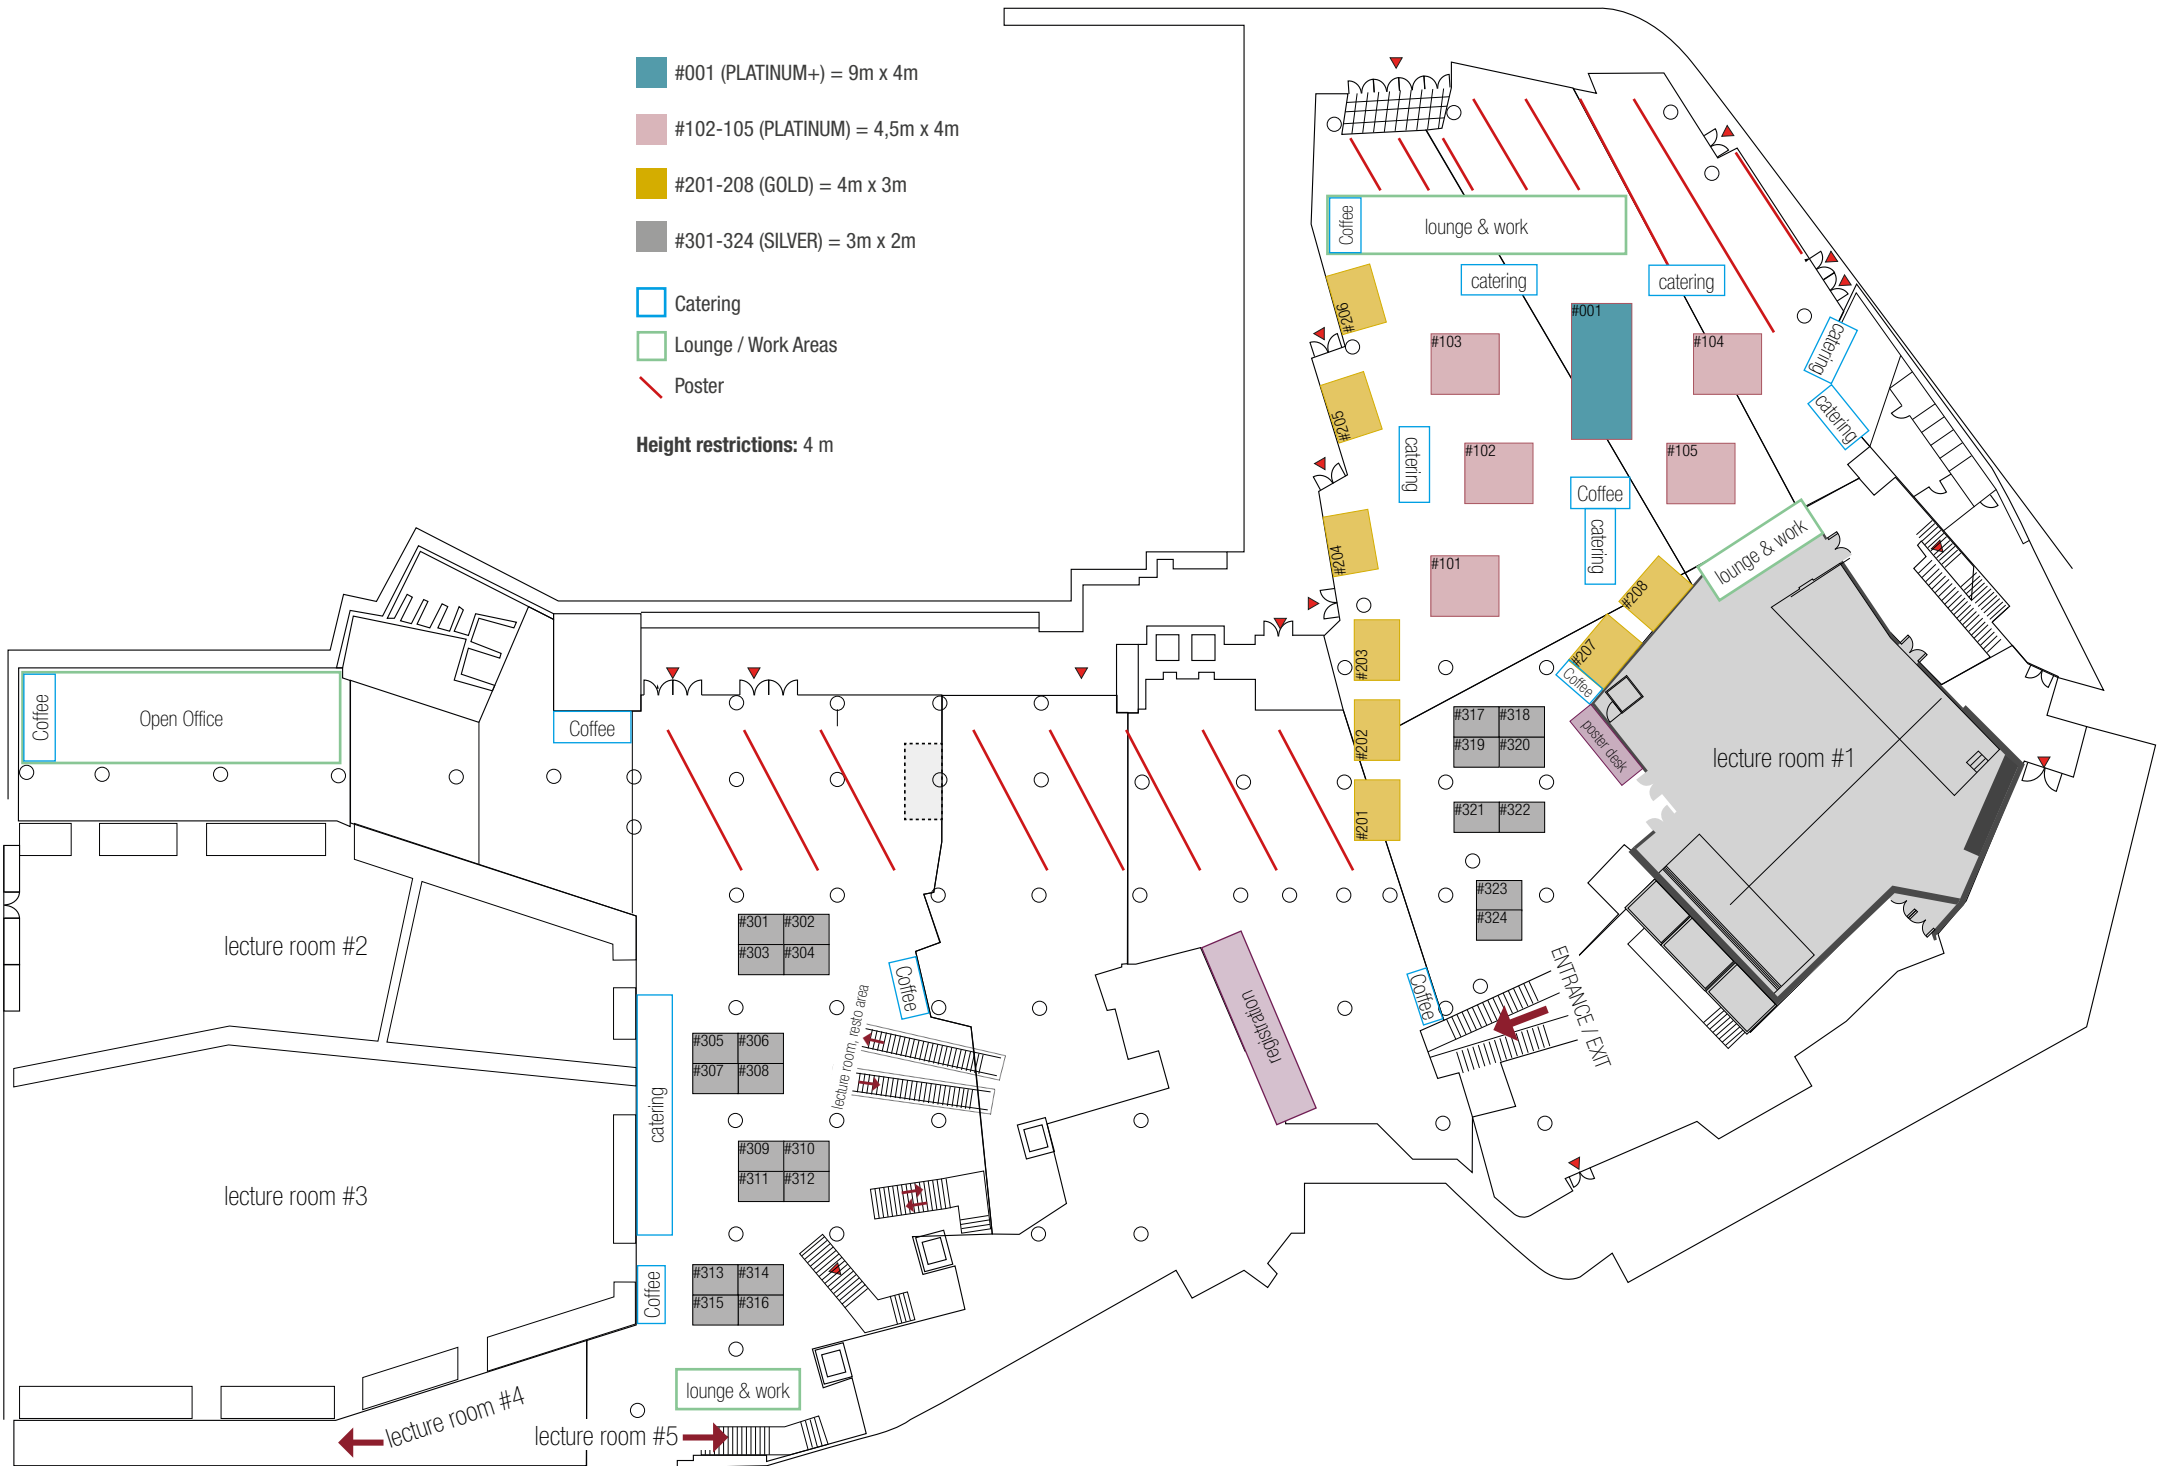 #001 (PLATINUM+) = 9m x 4m
#102-105 (PLATINUM) = 4,5m x 4m
#201-208 (GOLD) = 4m x 3m
#301-324 (SILVER) = 3m x 2m
Catering
Lounge / Work Areas
Poster
Height restrictions: 4 m
Coffee
lounge & work
catering
catering
#206
#001
#103
#104
catering
catering
#205
#102
#105
catering
Coffee
catering
lounge & work
#204
#101
#208
#207
Coffee
#203
#202
#201
poster desk
lecture room #1
#317
#318
#319
#320
#321
#322
#323
#324
Coffee
Open Office
Coffee
lecture room #2
#301
#302
#303
#304
Coffee
lecture room, resto area
registration
Coffee
ENTRANCE / EXIT
#305
#306
#307
#308
catering
#309
#310
#311
#312
lecture room #3
Coffee
#313
#314
#315
#316
lounge & work
lecture room #4
lecture room #5